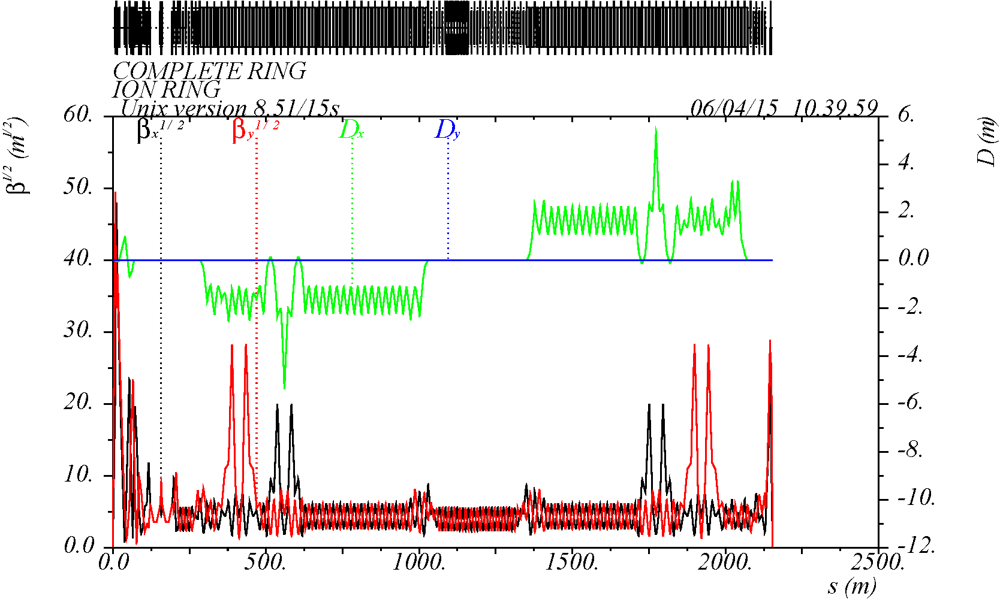 COMPLETE RING
ION RING
Unix version 8.51/15s 06/04/15 10.39.59
β^1/2 (m^1/2)
60.
50.
40.
30.
20.
10.
0.0
βx^1/2 βy^1/2 Dx Dy
6.
4.
2.
0.0
-2.
-4.
-6.
-8.
-10.
-12.
D (m)
0.0 500. 1000. 1500. 2000. 2500.
s (m)